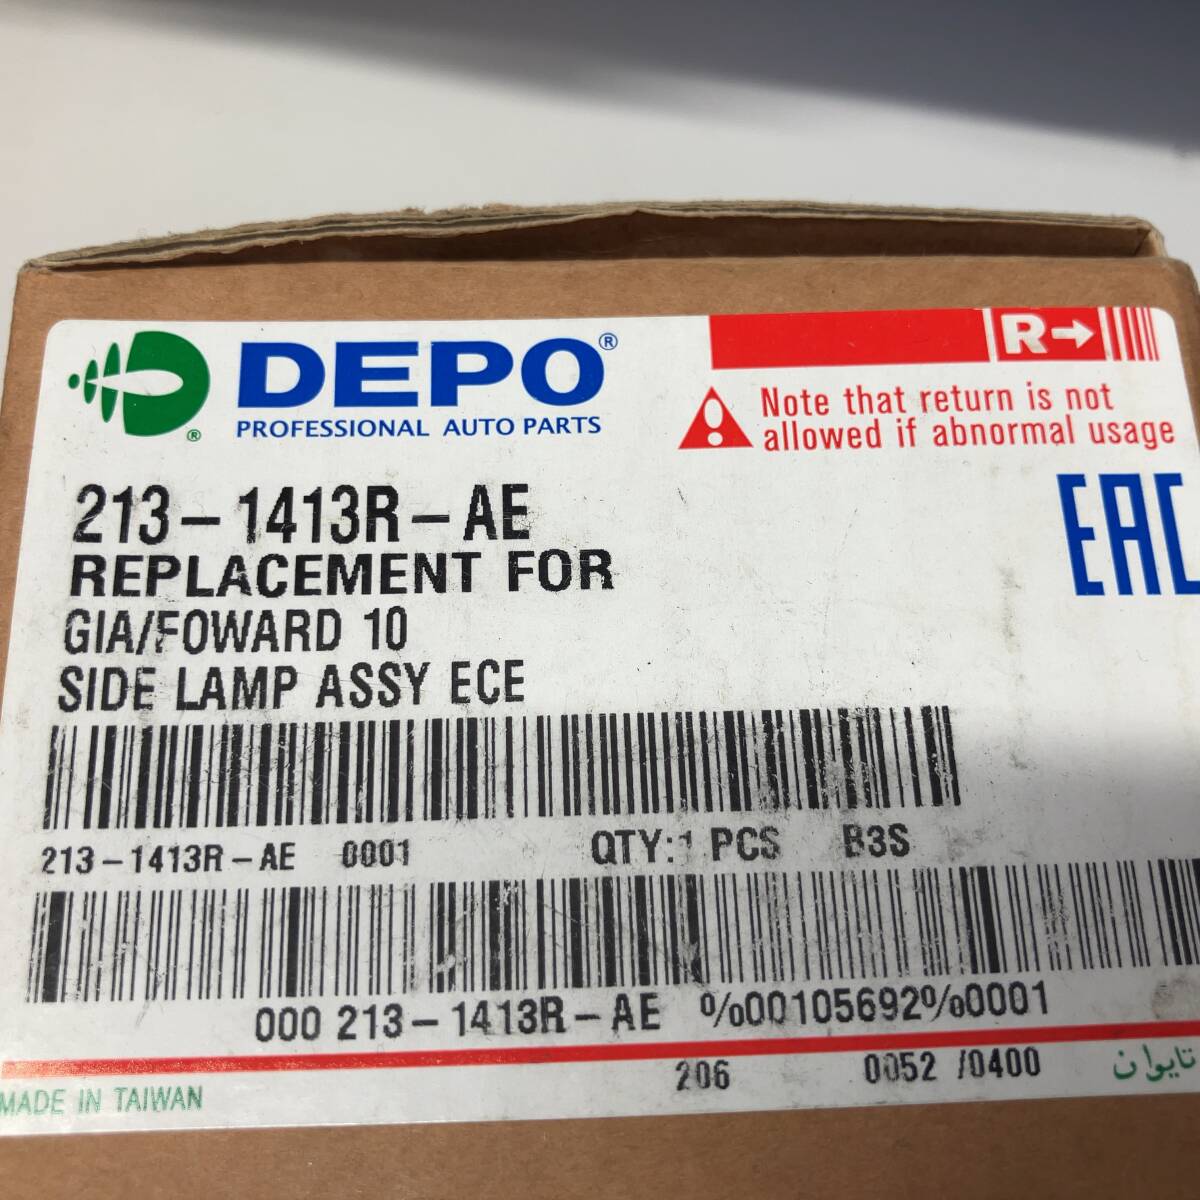 DEPO®
PROFESSIONAL AUTO PARTS
®
R→
Note that return is not
allowed if abnormal usage
213-1413R-AE
REPLACEMENT FOR
GIA/FOWARD 10
SIDE LAMP ASSY ECE
EAC
213-1413R-AE 0001 QTY:1 PCS B3S
000 213-1413R-AE %00105692%0001
206 0052 /0400
MADE IN TAIWAN
تايوان